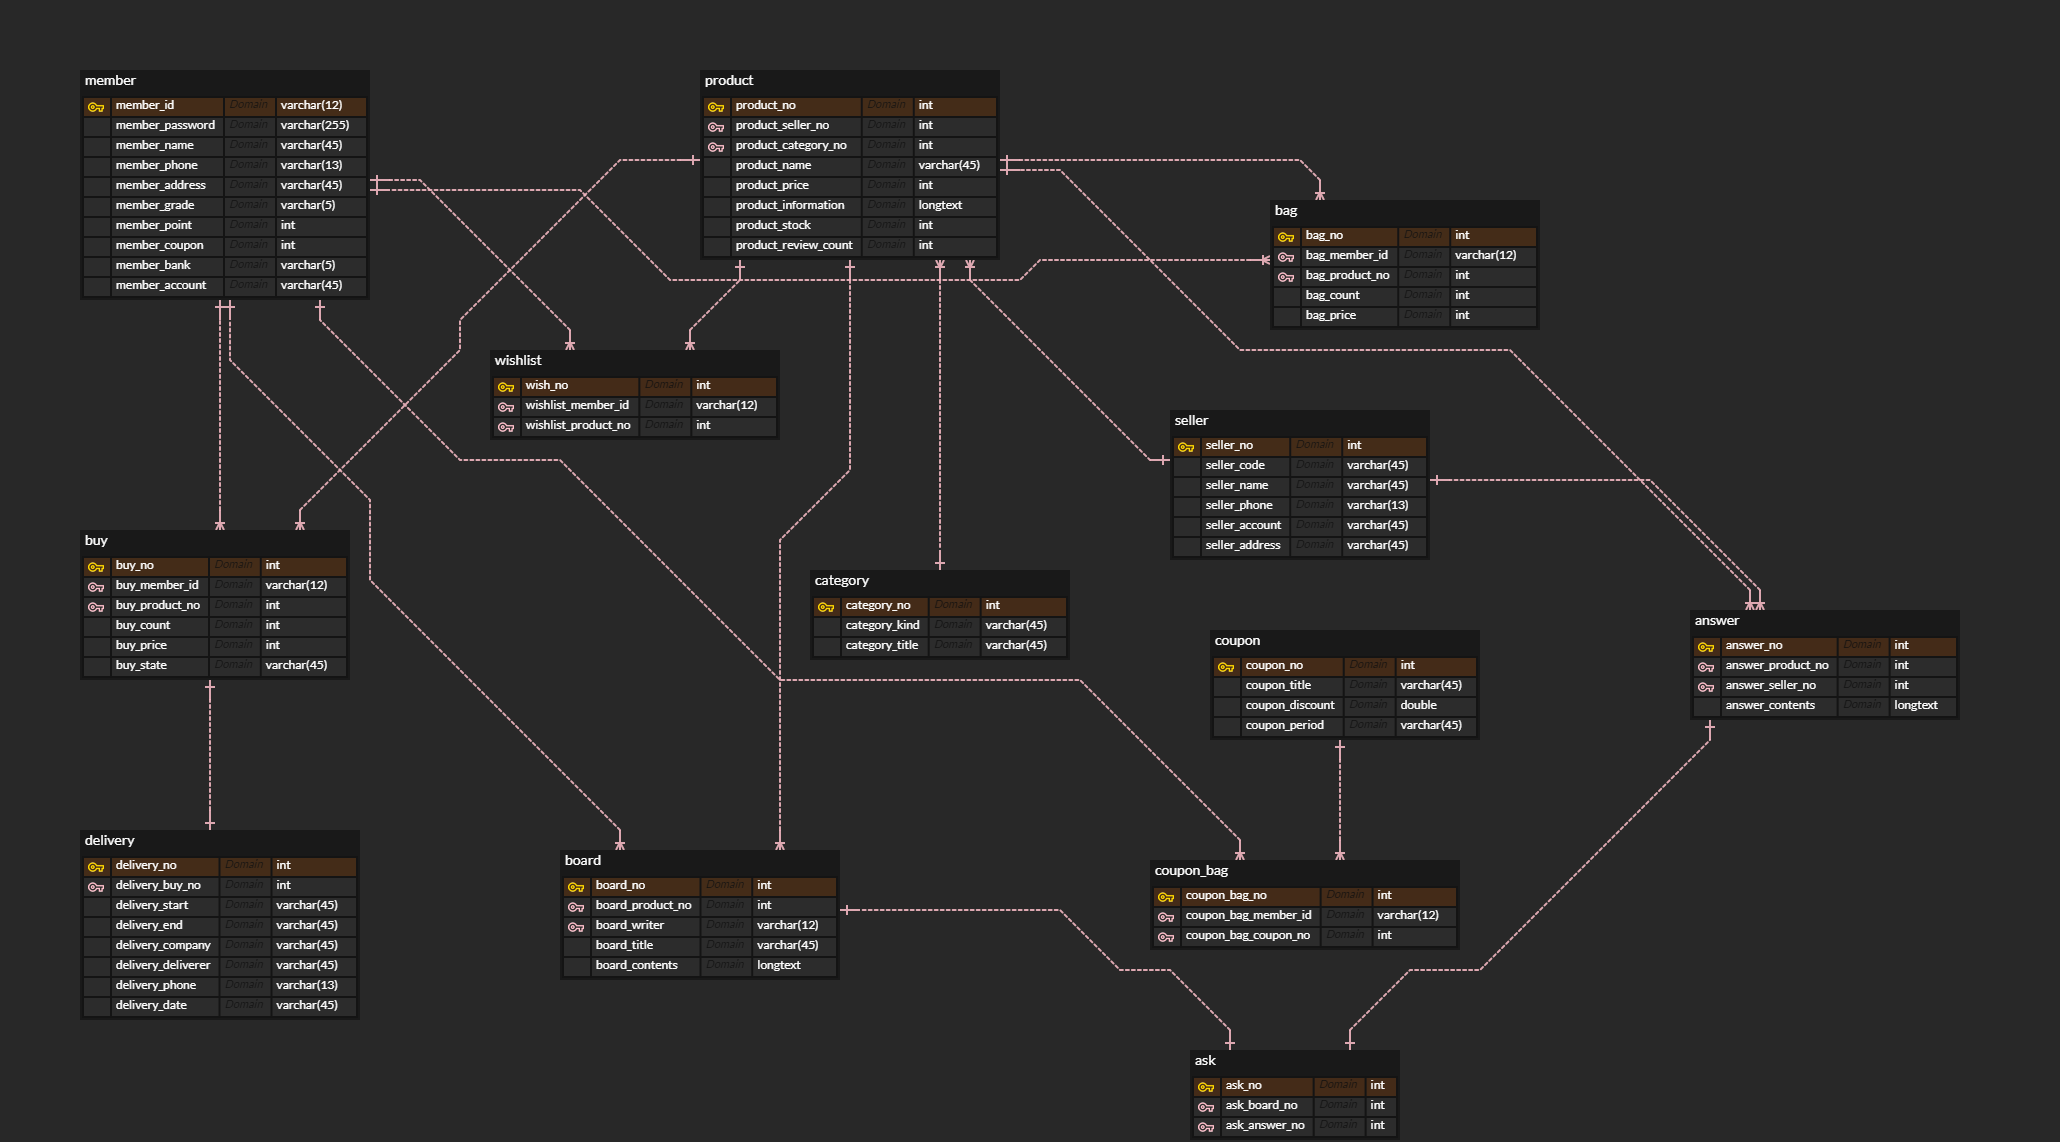 member
member_id Domain varchar(12)
member_password Domain varchar(255)
member_name Domain varchar(45)
member_phone Domain varchar(13)
member_address Domain varchar(45)
member_grade Domain varchar(5)
member_point Domain int
member_coupon Domain int
member_bank Domain varchar(5)
member_account Domain varchar(45)
product
product_no Domain int
product_seller_no Domain int
product_category_no Domain int
product_name Domain varchar(45)
product_price Domain int
product_information Domain longtext
product_stock Domain int
product_review_count Domain int
bag
bag_no Domain int
bag_member_id Domain varchar(12)
bag_product_no Domain int
bag_count Domain int
bag_price Domain int
wishlist
wish_no Domain int
wishlist_member_id Domain varchar(12)
wishlist_product_no Domain int
seller
seller_no Domain int
seller_code Domain varchar(45)
seller_name Domain varchar(45)
seller_phone Domain varchar(13)
seller_account Domain varchar(45)
seller_address Domain varchar(45)
buy
buy_no Domain int
buy_member_id Domain varchar(12)
buy_product_no Domain int
buy_count Domain int
buy_price Domain int
buy_state Domain varchar(45)
category
category_no Domain int
category_kind Domain varchar(45)
category_title Domain varchar(45)
coupon
coupon_no Domain int
coupon_title Domain varchar(45)
coupon_discount Domain double
coupon_period Domain varchar(45)
answer
answer_no Domain int
answer_product_no Domain int
answer_seller_no Domain int
answer_contents Domain longtext
delivery
delivery_no Domain int
delivery_buy_no Domain int
delivery_start Domain varchar(45)
delivery_end Domain varchar(45)
delivery_company Domain varchar(45)
delivery_deliverer Domain varchar(45)
delivery_phone Domain varchar(13)
delivery_date Domain varchar(45)
board
board_no Domain int
board_product_no Domain int
board_writer Domain varchar(12)
board_title Domain varchar(45)
board_contents Domain longtext
coupon_bag
coupon_bag_no Domain int
coupon_bag_member_id Domain varchar(12)
coupon_bag_coupon_no Domain int
ask
ask_no Domain int
ask_board_no Domain int
ask_answer_no Domain int